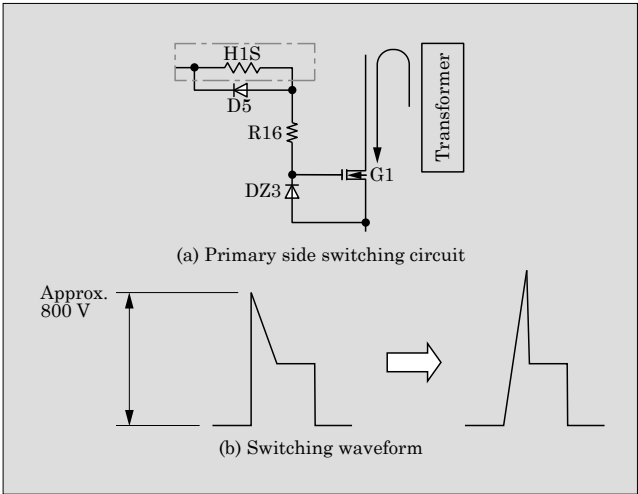 H1S
D5
R16
DZ3
G1
Transformer
(a) Primary side switching circuit
Approx.
800 V
(b) Switching waveform